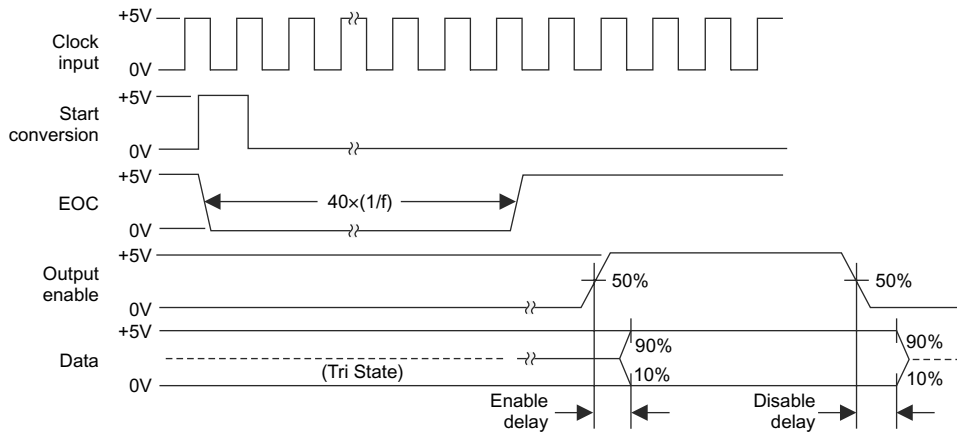 +5V
Clock
input
0V
+5V
Start
conversion
0V
+5V
EOC
40×(1/f)
0V
+5V
Output
enable
50%
50%
0V
+5V
90%
90%
Data
(Tri State)
10%
10%
0V
Enable
delay
Disable
delay